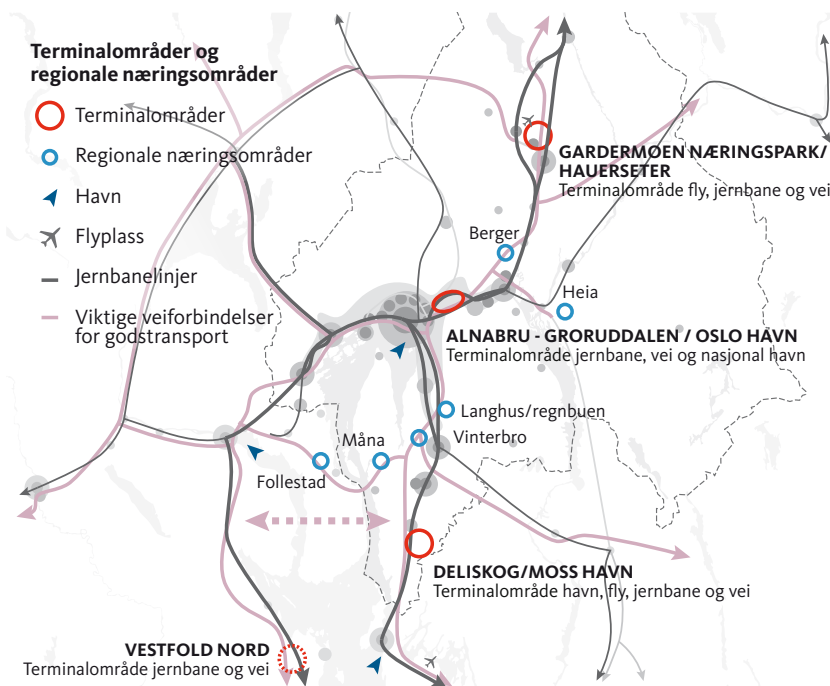 Terminalområder og
regionale næringsområder
Terminalområder
Regionale næringsområder
Havn
Flyplass
Jernbanelinjer
Viktige veiforbindelser
for godstransport
GARDERMOEN NÆRINGSPARK/
HAUERSETER
Terminalområde fly, jernbane og vei
Berger
Heia
ALNABRU - GRORUDDALEN / OSLO HAVN
Terminalområde jernbane, vei og nasjonal havn
Langhus/regnbuen
Vinterbro
Måna
Follestad
DELISKOG/MOSS HAVN
Terminalområde havn, fly, jernbane og vei
VESTFOLD NORD
Terminalområde jernbane og vei